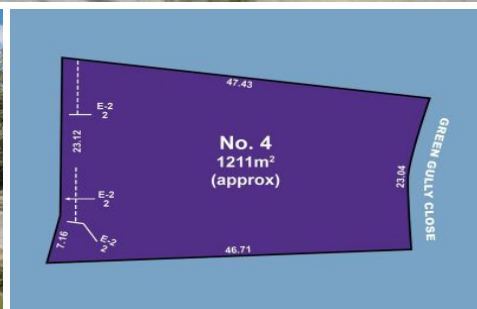 47.43
E-2
2
No. 4
1211m²
(approx)
23.12
23.04
GREEN GULLY CLOSE
E-2
2
E-2
2
7.16
46.71